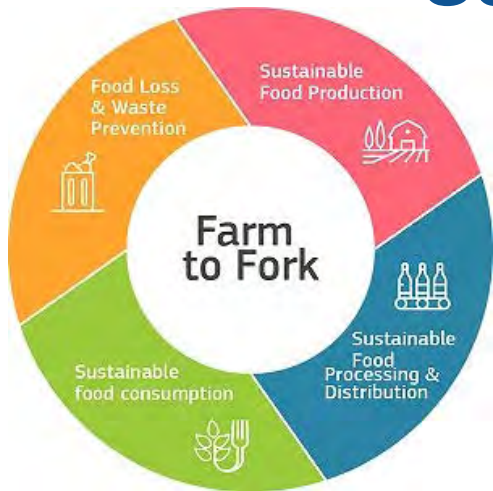 Food Loss
& Waste
Prevention
Sustainable
Food Production
Farm
to Fork
Sustainable
Food
Processing &
Distribution
Sustainable
food consumption